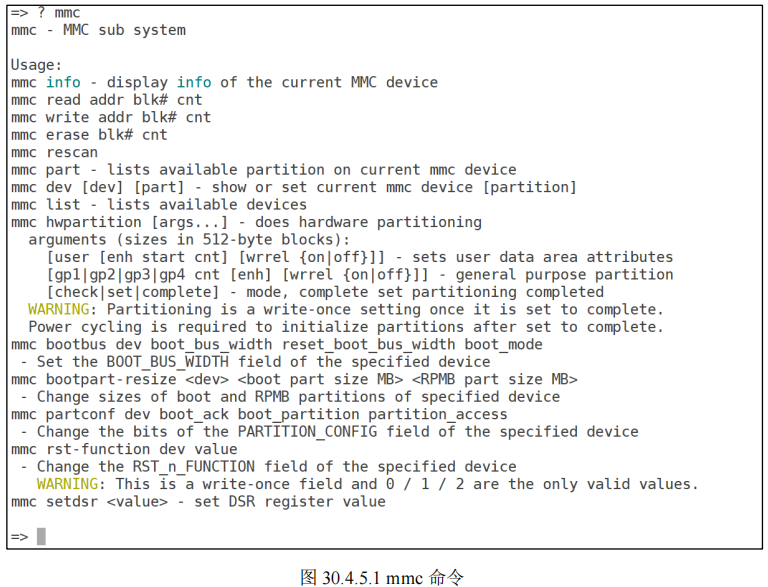 => ? mmc
mmc - MMC sub system
Usage:
mmc info - display info of the current MMC device
mmc read addr blk# cnt
mmc write addr blk# cnt
mmc erase blk# cnt
mmc rescan
mmc part - lists available partition on current mmc device
mmc dev [dev] [part] - show or set current mmc device [partition]
mmc list - lists available devices
mmc hwpartition [args...] - does hardware partitioning
  arguments (sizes in 512-byte blocks):
    [user [enh start cnt] [wrrel {on|off}]] - sets user data area attributes
    [gp1|gp2|gp3|gp4 cnt [enh] [wrrel {on|off}]] - general purpose partition
    [check|set|complete] - mode, complete set partitioning completed
  WARNING: Partitioning is a write-once setting once it is set to complete.
  Power cycling is required to initialize partitions after set to complete.
mmc bootbus dev boot_bus_width reset_boot_bus_width boot_mode
 - Set the BOOT_BUS_WIDTH field of the specified device
mmc bootpart-resize <dev> <boot part size MB> <RPMB part size MB>
 - Change sizes of boot and RPMB partitions of specified device
mmc partconf dev boot_ack boot_partition partition_access
 - Change the bits of the PARTITION_CONFIG field of the specified device
mmc rst-function dev value
 - Change the RST_n_FUNCTION field of the specified device
   WARNING: This is a write-once field and 0 / 1 / 2 are the only valid values.
mmc setdsr <value> - set DSR register value
=>
图 30.4.5.1 mmc 命令